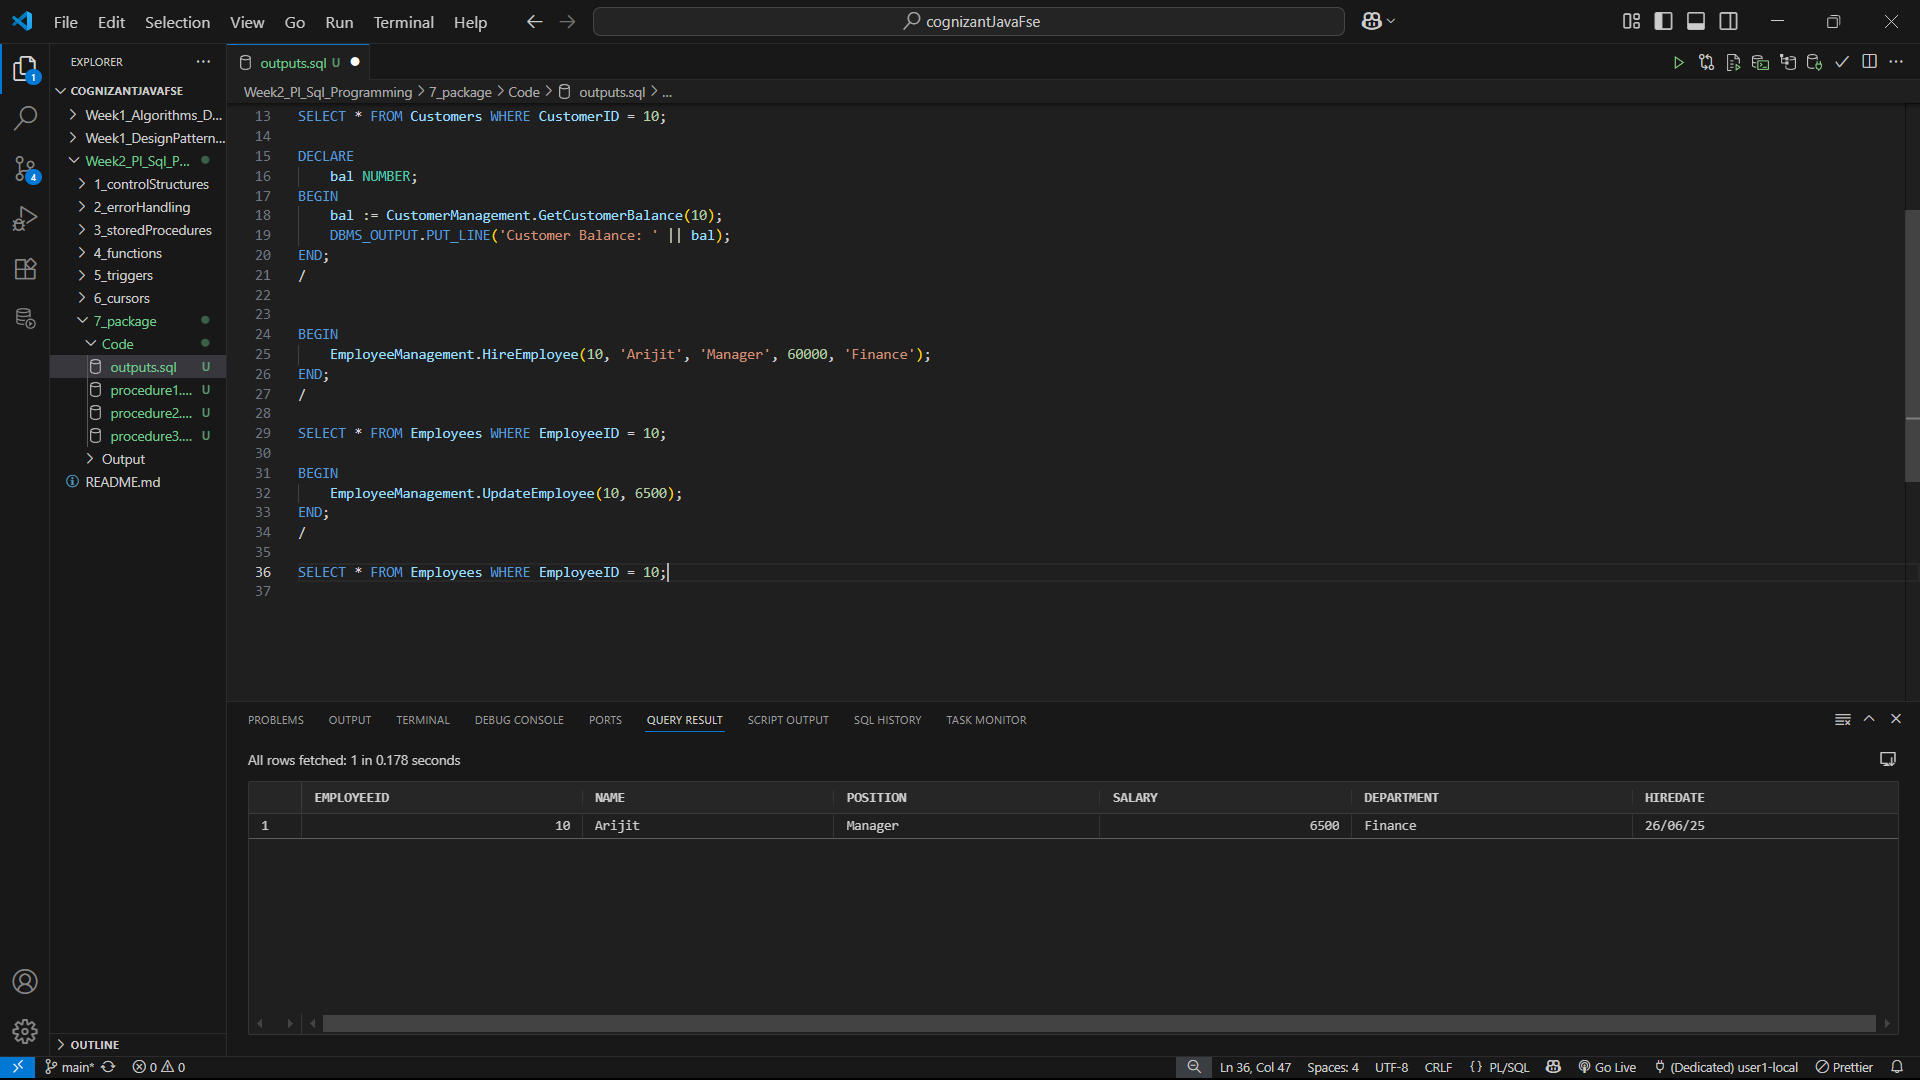 File Edit Selection View Go Run Terminal Help
cognizantJavaFse
EXPLORER
1
COGNIZANTJAVAFSE
Week1_Algorithms_D...
Week1_DesignPattern...
Week2_Pl_Sql_P...
4
1_controlStructures
2_errorHandling
3_storedProcedures
4_functions
5_triggers
6_cursors
7_package
Code
outputs.sql U
procedure1.... U
procedure2.... U
procedure3.... U
Output
README.md
OUTLINE
outputs.sql U
Week2_Pl_Sql_Programming > 7_package > Code > outputs.sql > ...
13 SELECT * FROM Customers WHERE CustomerID = 10;
14
15 DECLARE
16 bal NUMBER;
17 BEGIN
18 bal := CustomerManagement.GetCustomerBalance(10);
19 DBMS_OUTPUT.PUT_LINE('Customer Balance: ' || bal);
20 END;
21 /
22
23
24 BEGIN
25 EmployeeManagement.HireEmployee(10, 'Arijit', 'Manager', 60000, 'Finance');
26 END;
27 /
28
29 SELECT * FROM Employees WHERE EmployeeID = 10;
30
31 BEGIN
32 EmployeeManagement.UpdateEmployee(10, 6500);
33 END;
34 /
35
36 SELECT * FROM Employees WHERE EmployeeID = 10;
37
PROBLEMS OUTPUT TERMINAL DEBUG CONSOLE PORTS QUERY RESULT SCRIPT OUTPUT SQL HISTORY TASK MONITOR
All rows fetched: 1 in 0.178 seconds
EMPLOYEEID NAME POSITION SALARY DEPARTMENT HIREDATE
1 10 Arijit Manager 6500 Finance 26/06/25
main* 0 0 Ln 36, Col 47 Spaces: 4 UTF-8 CRLF {} PL/SQL Go Live (Dedicated) user1-local Prettier